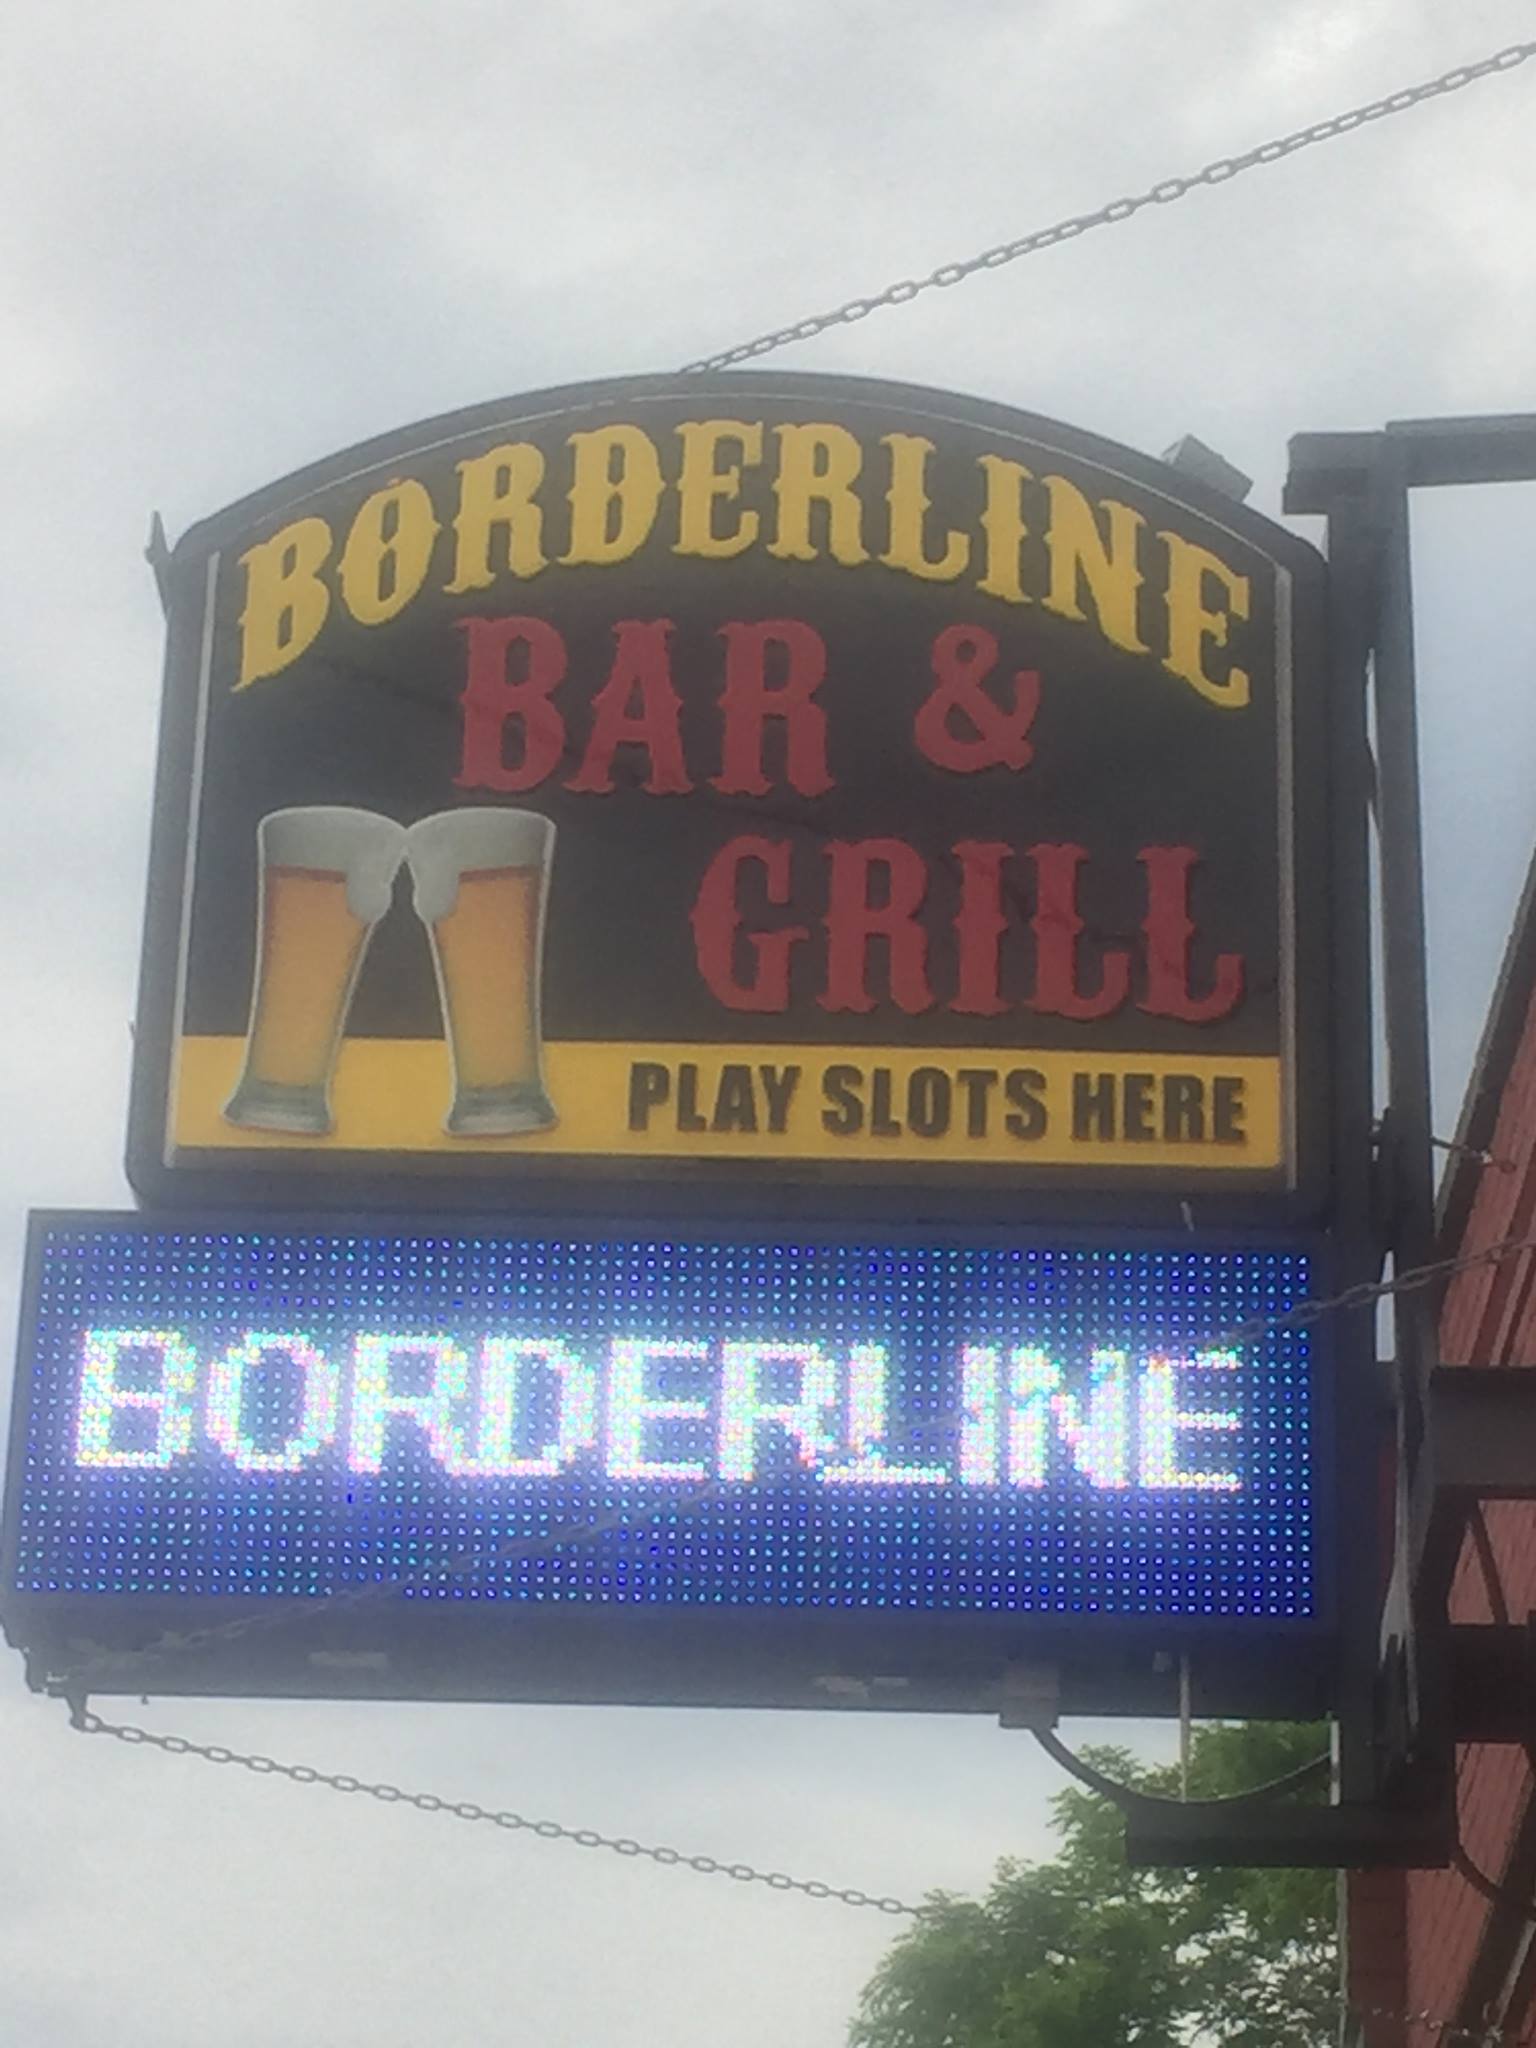 BORDERLINE
BAR &
GRILL
PLAY SLOTS HERE
BORDERLINE